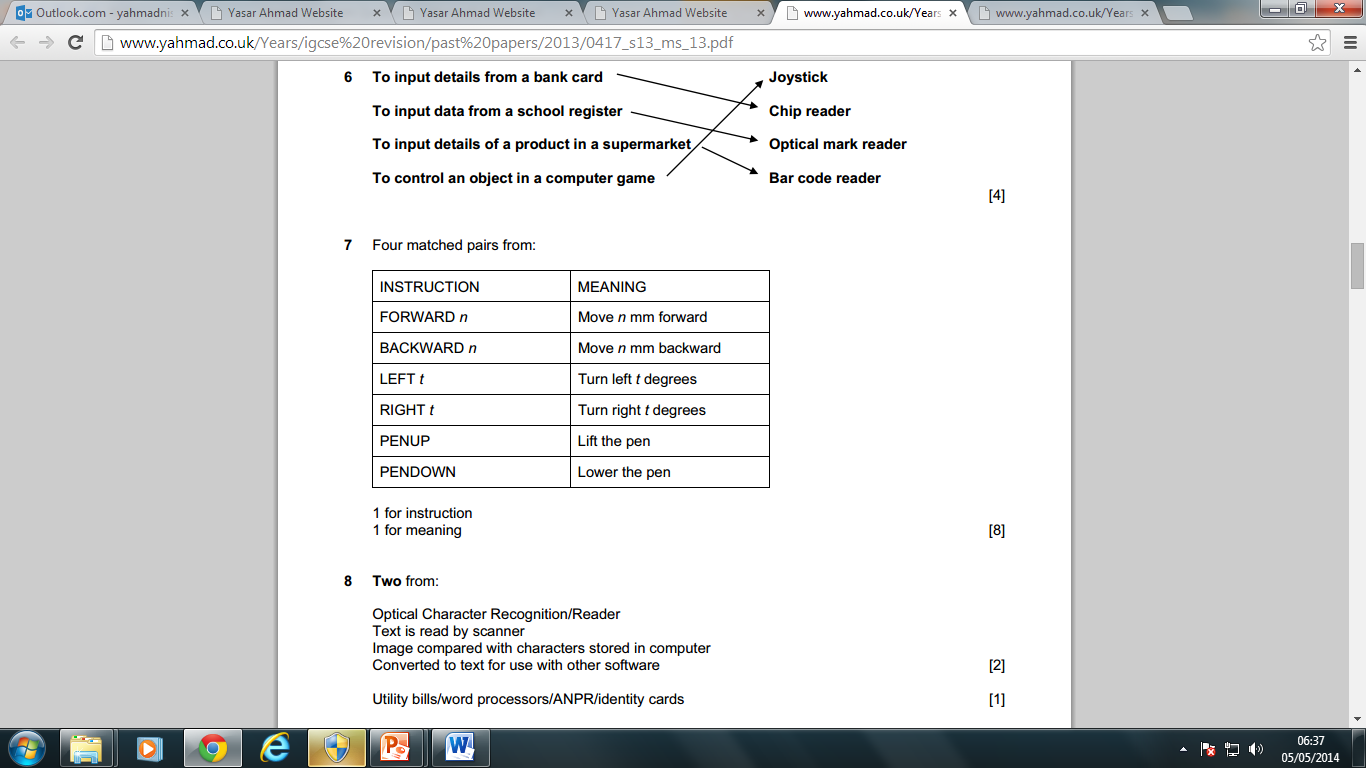 Outlook.com - yahmadnis
Yasar Ahmad Website
Yasar Ahmad Website
Yasar Ahmad Website
www.yahmad.co.uk/Years
www.yahmad.co.uk/Years
www.yahmad.co.uk/Years/igcse%20revision/past%20papers/2013/0417_s13_ms_13.pdf
6 To input details from a bank card Joystick
To input data from a school register Chip reader
To input details of a product in a supermarket Optical mark reader
To control an object in a computer game Bar code reader
[4]
7 Four matched pairs from:
INSTRUCTION MEANING
FORWARD n Move n mm forward
BACKWARD n Move n mm backward
LEFT t Turn left t degrees
RIGHT t Turn right t degrees
PENUP Lift the pen
PENDOWN Lower the pen
1 for instruction
1 for meaning [8]
8 Two from:
Optical Character Recognition/Reader
Text is read by scanner
Image compared with characters stored in computer
Converted to text for use with other software [2]
Utility bills/word processors/ANPR/identity cards [1]
06:37
05/05/2014